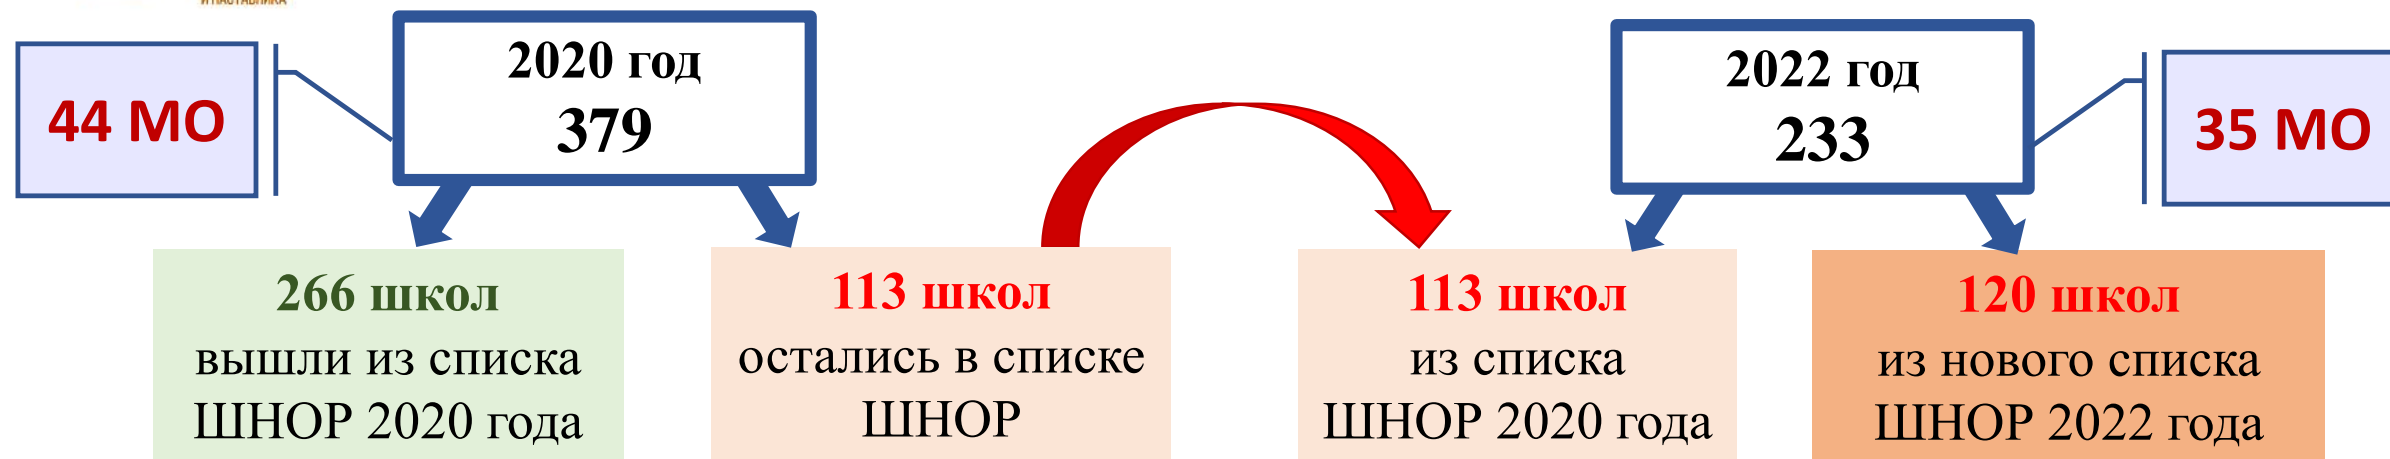 И НАСТАВНИКА
44 МО
2020 год
379
2022 год
233
35 МО
266 школ
вышли из списка
ШНОР 2020 года
113 школ
остались в списке
ШНОР
113 школ
из списка
ШНОР 2020 года
120 школ
из нового списка
ШНОР 2022 года